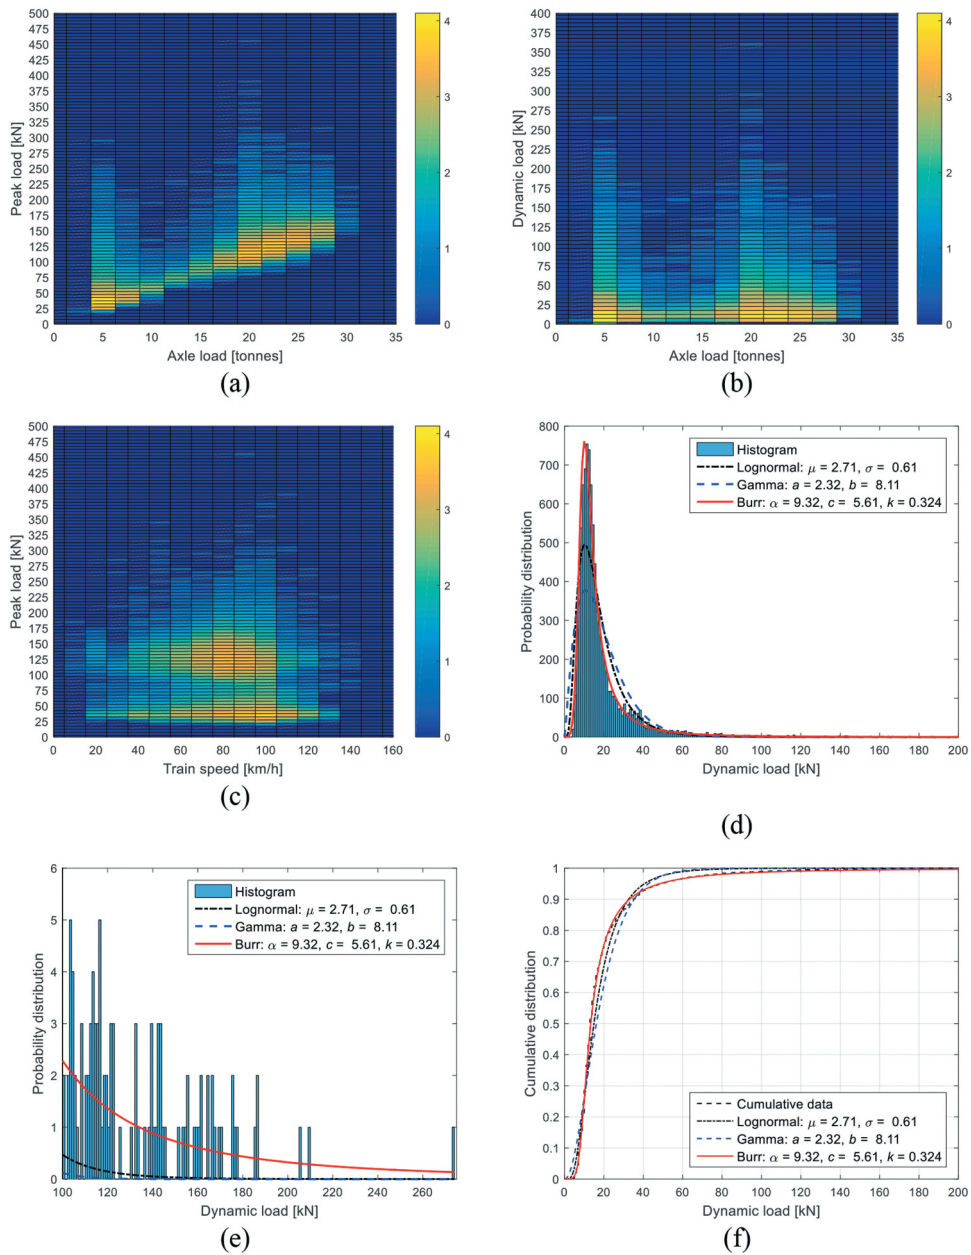 500
475
450
425
400
375
350
325
300
275
250
225
200
175
150
125
100
75
50
25
0
Peak load [kN]
0 5 10 15 20 25 30 35
Axle load [tonnes]
4
3
2
1
0
(a)
400
375
350
325
300
275
250
225
200
175
150
125
100
75
50
25
0
Dynamic load [kN]
0 5 10 15 20 25 30 35
Axle load [tonnes]
4
3
2
1
0
(b)
500
475
450
425
400
375
350
325
300
275
250
225
200
175
150
125
100
75
50
25
0
Peak load [kN]
0 20 40 60 80 100 120 140 160
Train speed [km/h]
4
3
2
1
0
(c)
800
700
600
500
400
300
200
100
0
Probability distribution
Histogram
Lognormal: μ = 2.71, σ = 0.61
Gamma: a = 2.32, b = 8.11
Burr: α = 9.32, c = 5.61, k = 0.324
0 20 40 60 80 100 120 140 160 180 200
Dynamic load [kN]
(d)
6
5
4
3
2
1
0
Probability distribution
Histogram
Lognormal: μ = 2.71, σ = 0.61
Gamma: a = 2.32, b = 8.11
Burr: α = 9.32, c = 5.61, k = 0.324
100 120 140 160 180 200 220 240 260
Dynamic load [kN]
(e)
1
0.9
0.8
0.7
0.6
0.5
0.4
0.3
0.2
0.1
0
Cumulative distribution
Cumulative data
Lognormal: μ = 2.71, σ = 0.61
Gamma: a = 2.32, b = 8.11
Burr: α = 9.32, c = 5.61, k = 0.324
0 20 40 60 80 100 120 140 160 180 200
Dynamic load [kN]
(f)